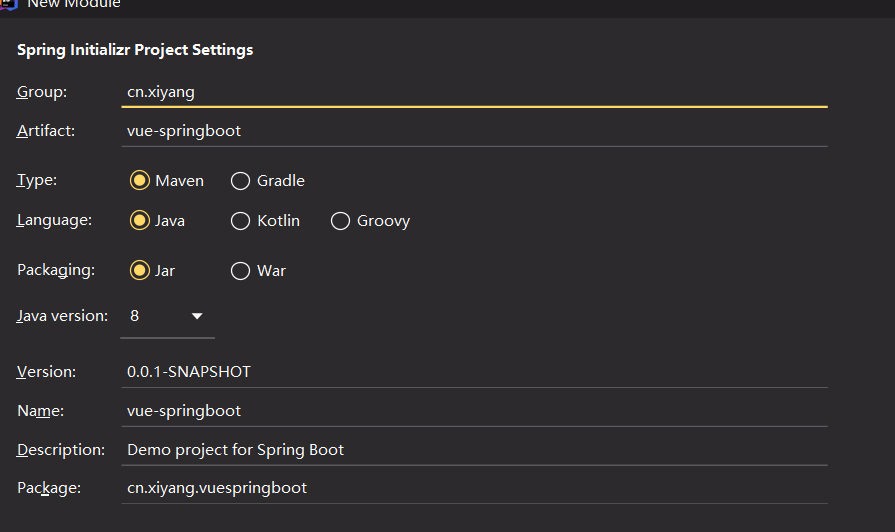 New Module
Spring Initializr Project Settings
Group: cn.xiyang
Artifact: vue-springboot
Type: Maven Gradle
Language: Java Kotlin Groovy
Packaging: Jar War
Java version: 8
Version: 0.0.1-SNAPSHOT
Name: vue-springboot
Description: Demo project for Spring Boot
Package: cn.xiyang.vuespringboot